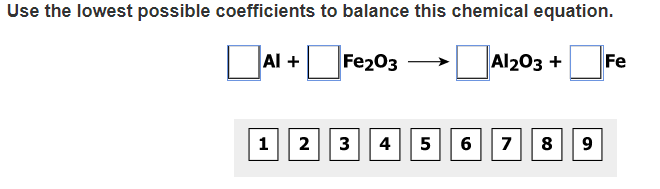 Use the lowest possible coefficients to balance this chemical equation.
Al + Fe2O3 → Al2O3 + Fe
1 2 3 4 5 6 7 8 9